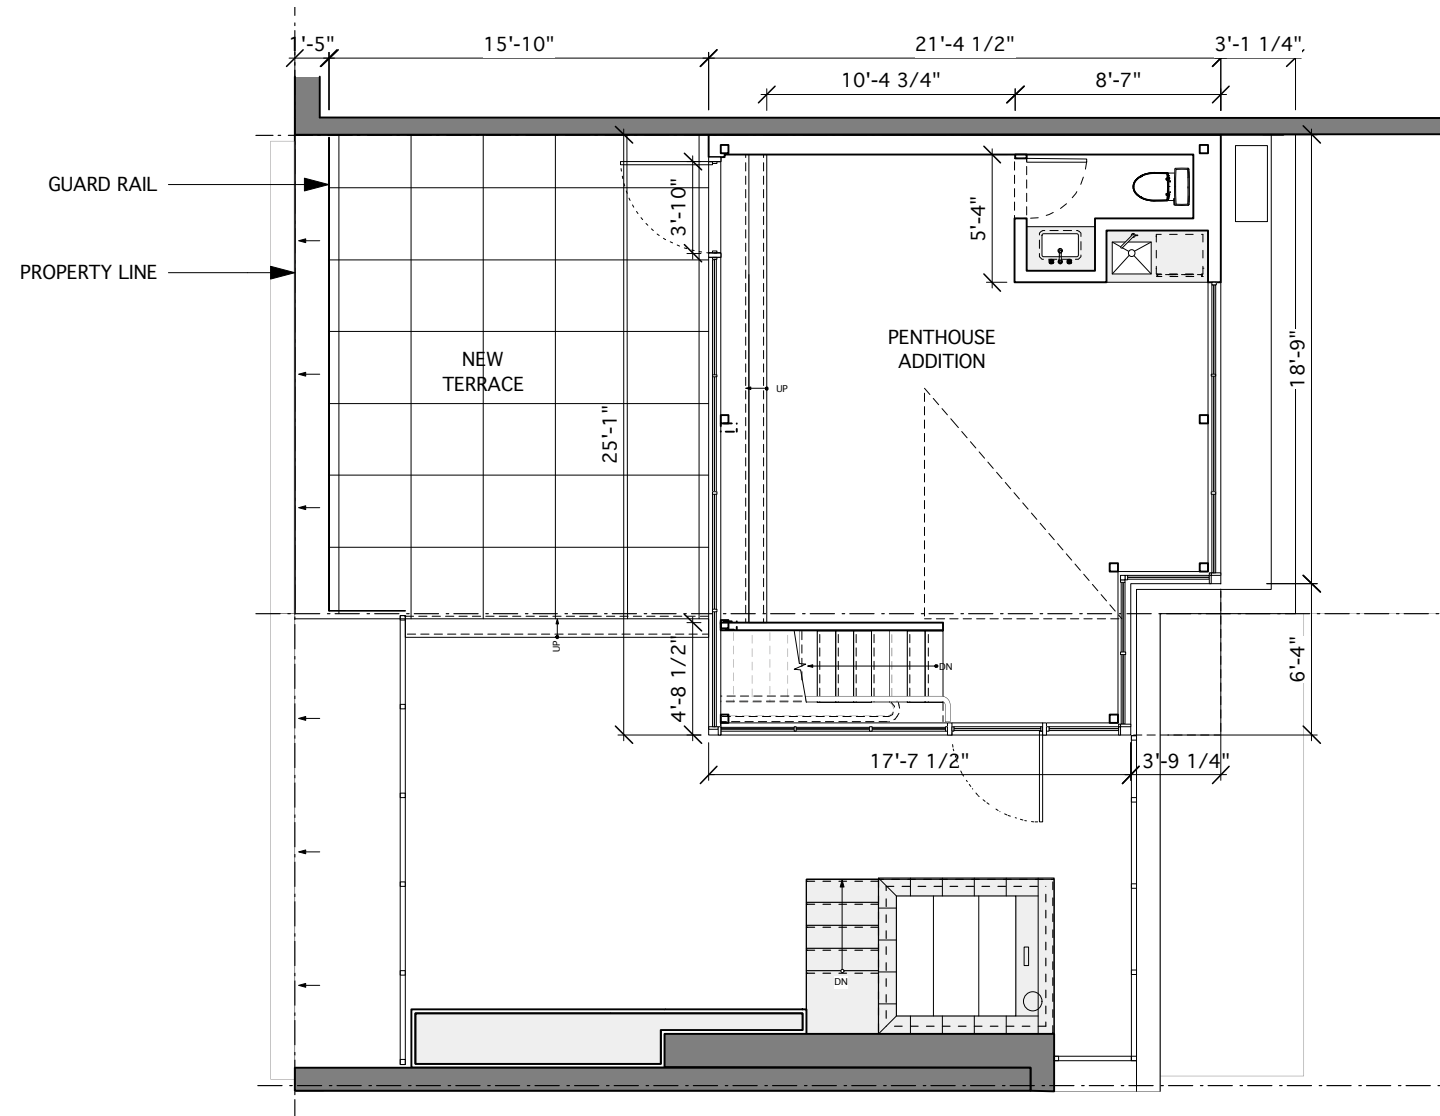 1'-5"
15'-10"
21'-4 1/2"
3'-1 1/4"
10'-4 3/4"
8'-7"
GUARD RAIL
PROPERTY LINE
3'-10"
5'-4"
NEW
TERRACE
PENTHOUSE
ADDITION
UP
18'-9"
25'-1"
UP
4'-8 1/2"
DN
6'-4"
17'-7 1/2"
3'-9 1/4"
DN